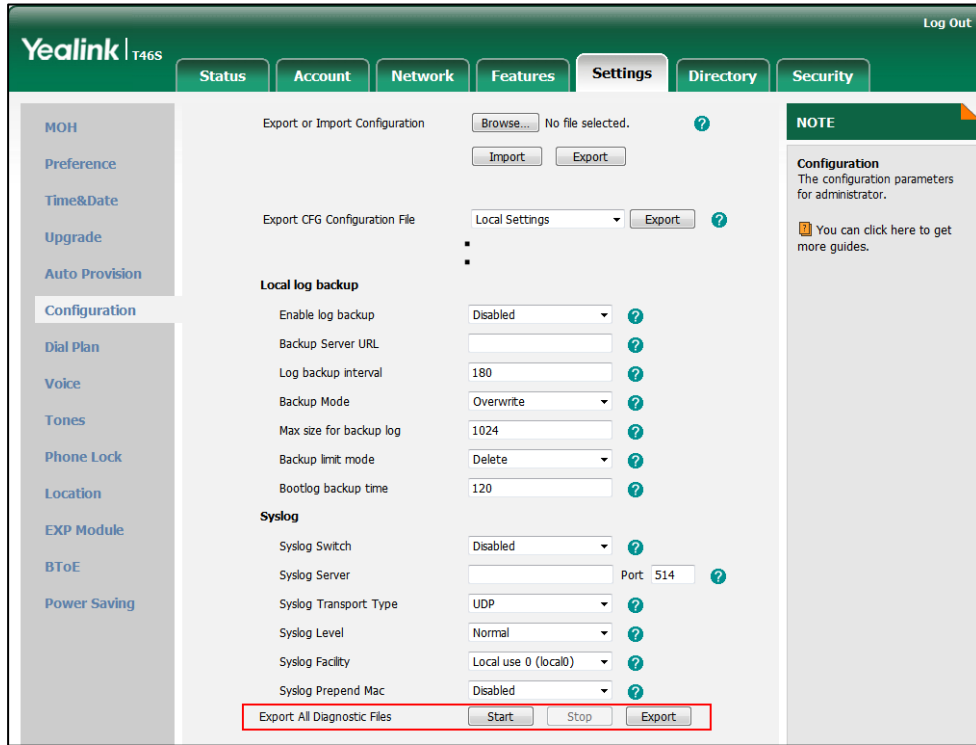 Log Out
Yealink T46S
Status Account Network Features Settings Directory Security
MOH
Preference
Time&Date
Upgrade
Auto Provision
Configuration
Dial Plan
Voice
Tones
Phone Lock
Location
EXP Module
BToE
Power Saving
Export or Import Configuration Browse... No file selected. ?
Import Export
Export CFG Configuration File Local Settings Export ?
Local log backup
Enable log backup Disabled ?
Backup Server URL ?
Log backup interval 180 ?
Backup Mode Overwrite ?
Max size for backup log 1024 ?
Backup limit mode Delete ?
Bootlog backup time 120 ?
Syslog
Syslog Switch Disabled ?
Syslog Server Port 514 ?
Syslog Transport Type UDP ?
Syslog Level Normal ?
Syslog Facility Local use 0 (local0) ?
Syslog Prepend Mac Disabled ?
Export All Diagnostic Files Start Stop Export
NOTE
Configuration
The configuration parameters
for administrator.
? You can click here to get
more guides.